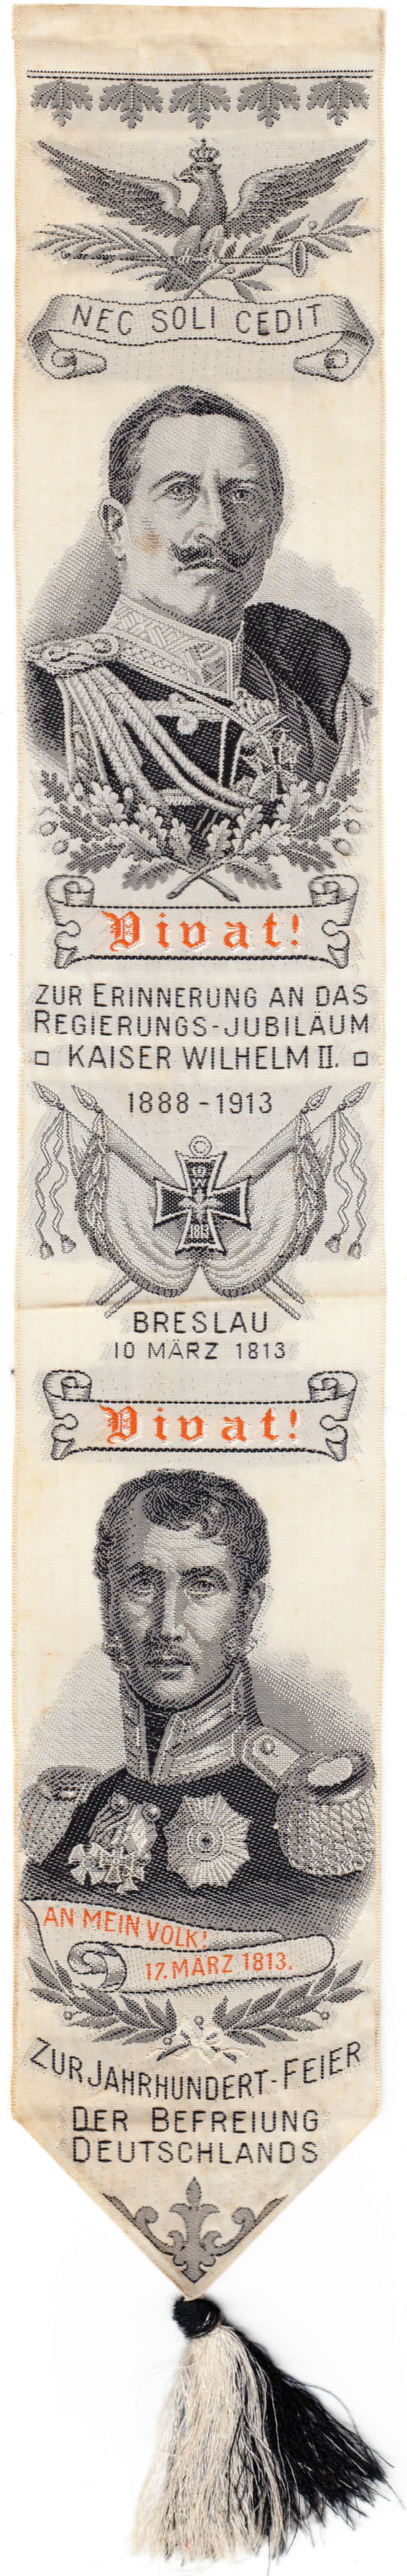 NEC SOLI CEDIT
Vivat!
ZUR ERINNERUNG AN DAS
REGIERUNGS-JUBILÄUM
KAISER WILHELM II.
1888-1913
W
1813
BRESLAU
10 MÄRZ 1813
Vivat!
AN MEIN VOLK!
17. MÄRZ 1813.
ZUR JAHRHUNDERT-FEIER
DER BEFREIUNG
DEUTSCHLANDS